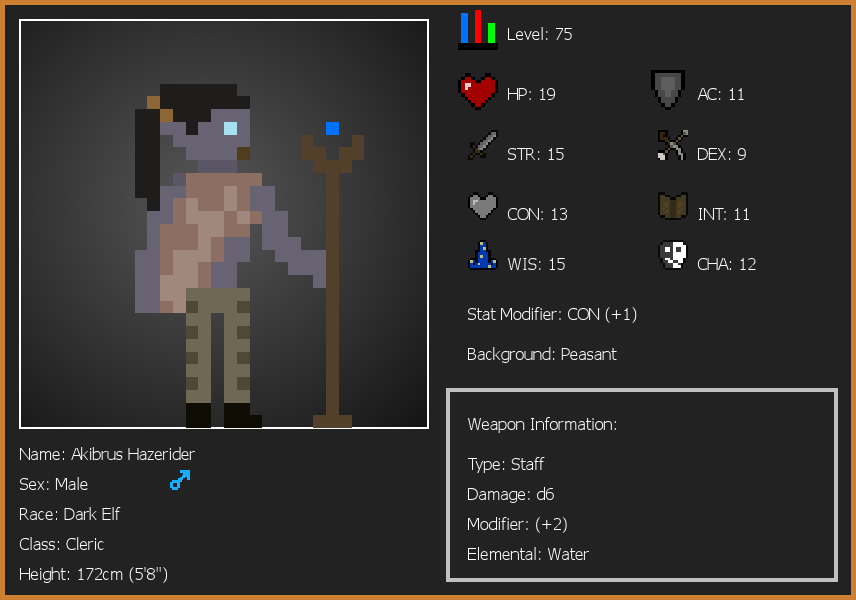 Level: 75
HP: 19
AC: 11
STR: 15
DEX: 9
CON: 13
INT: 11
WIS: 15
CHA: 12
Stat Modifier: CON (+1)
Background: Peasant
Weapon Information:
Type: Staff
Damage: d6
Modifier: (+2)
Elemental: Water
Name: Akibrus Hazerider
Sex: Male
Race: Dark Elf
Class: Cleric
Height: 172cm (5'8")